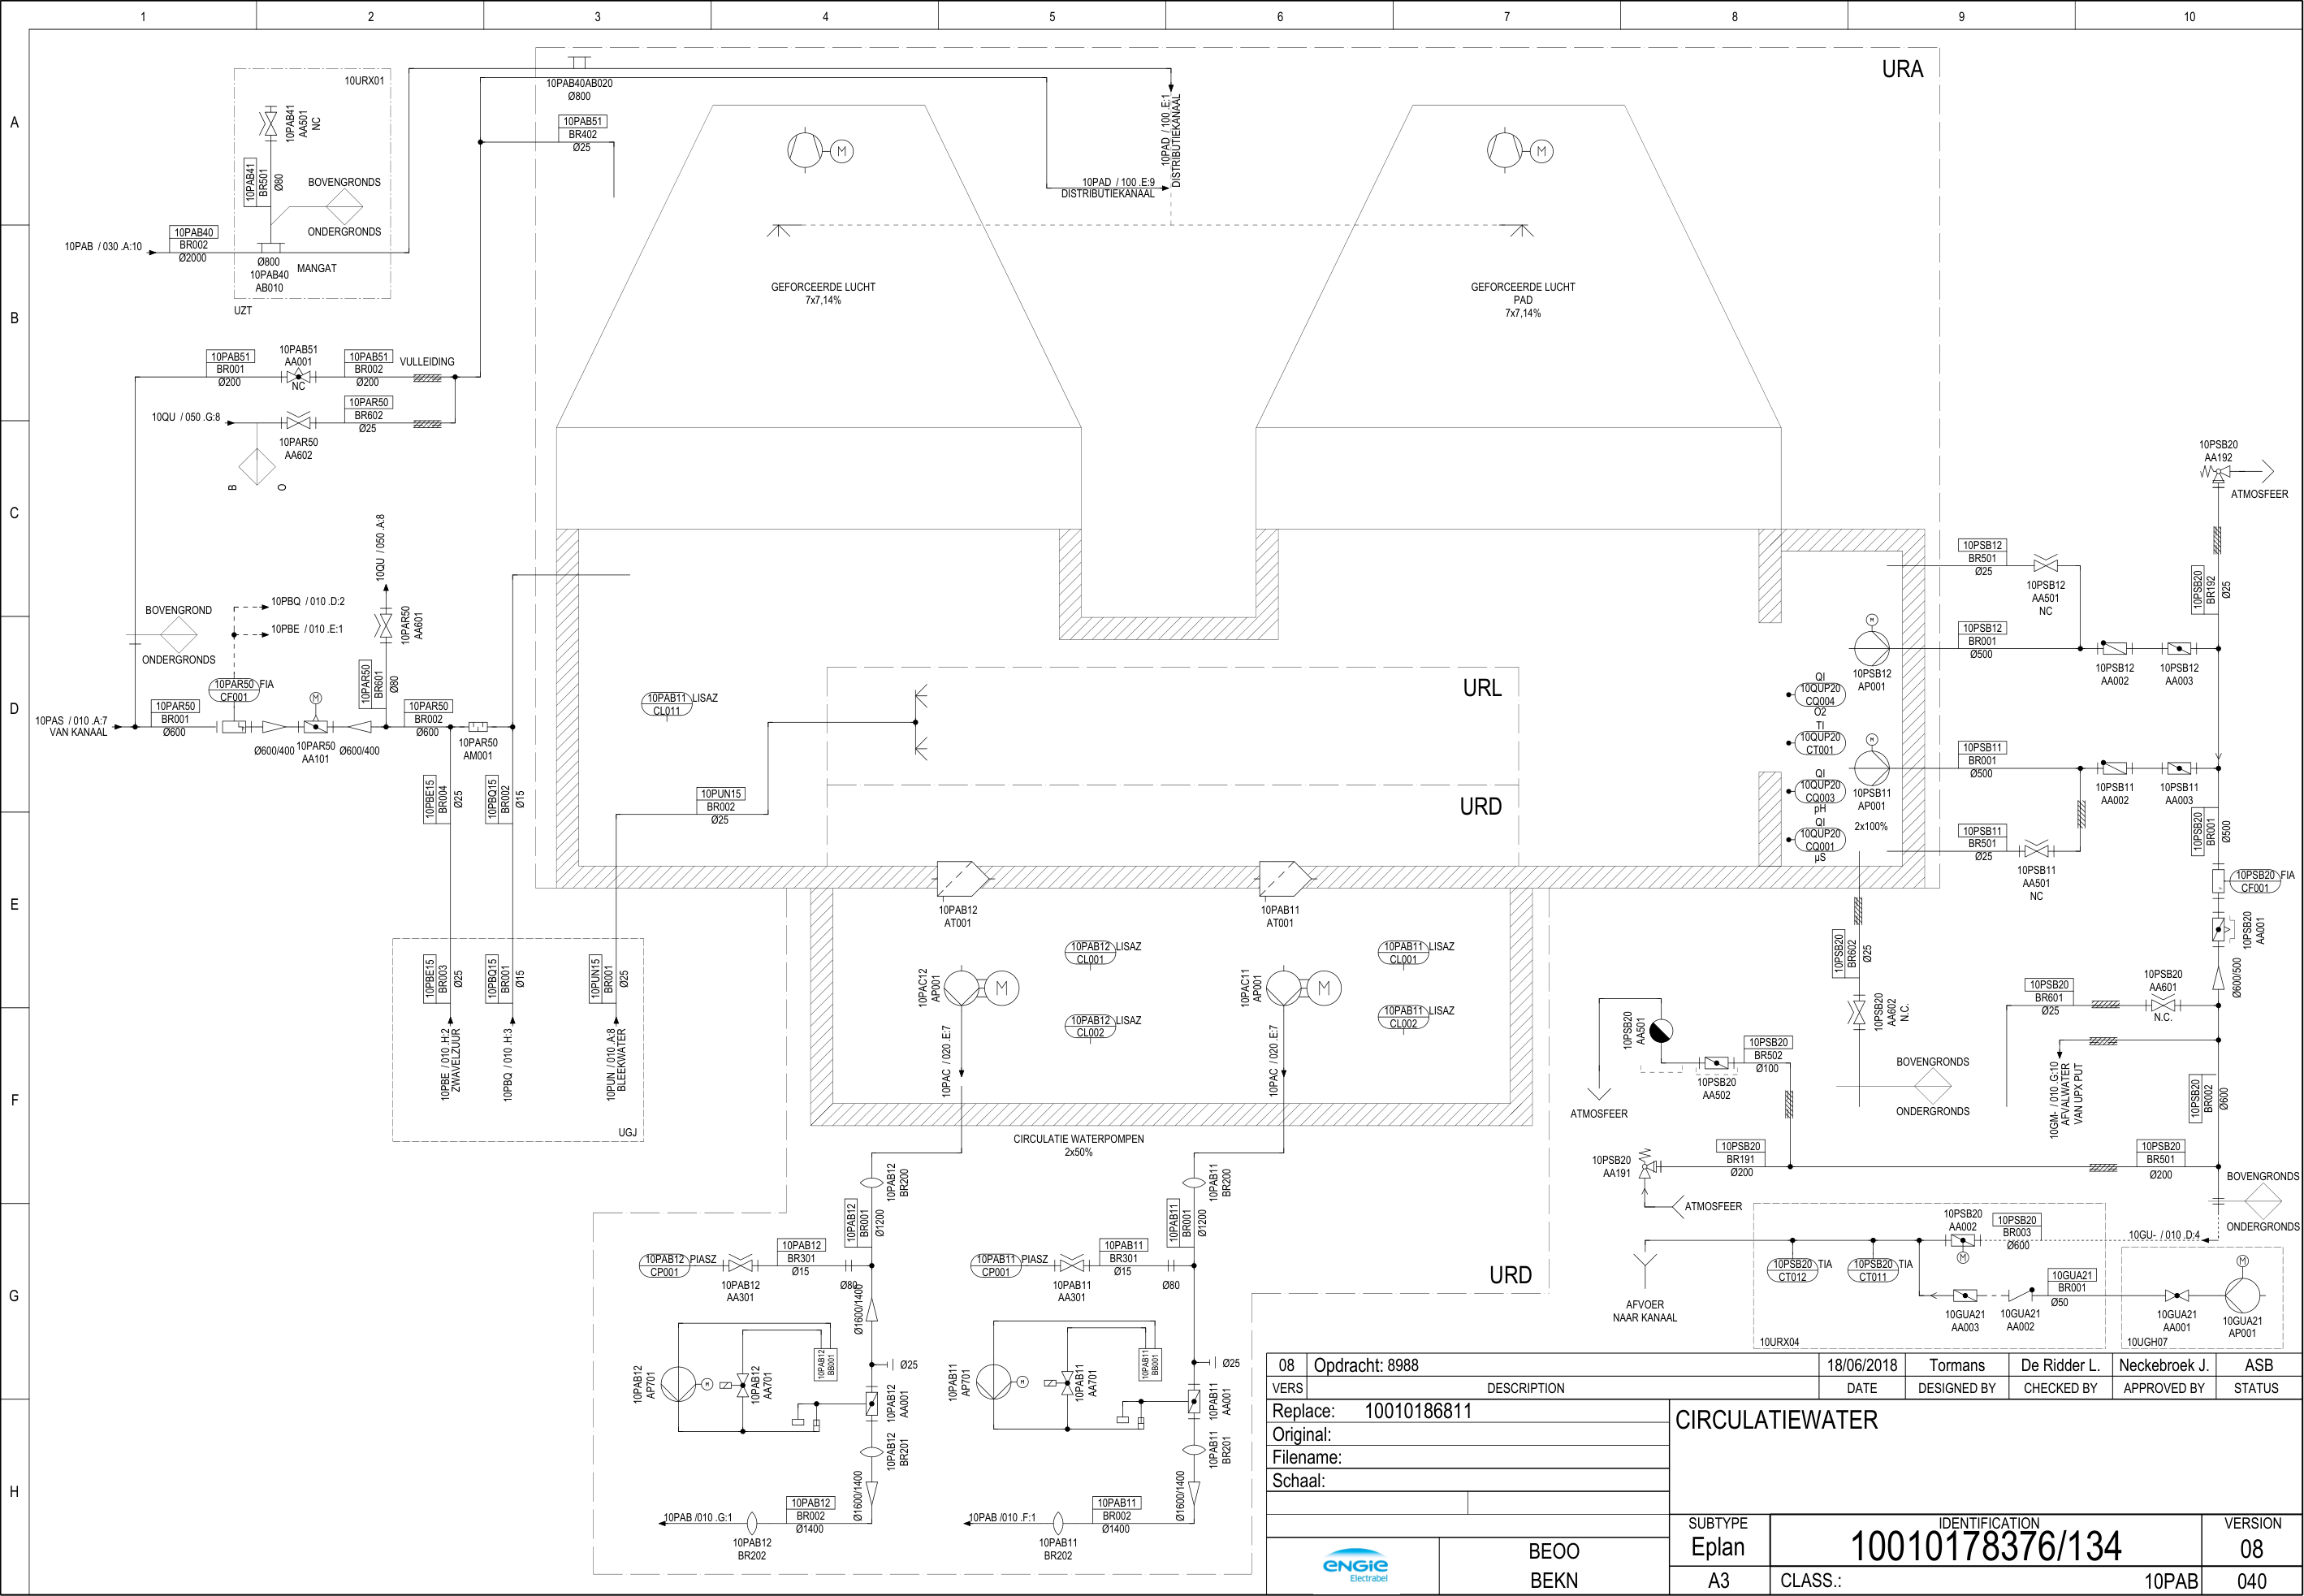 1 2 3 4 5 6 7 8 9 10
A
B
C
D
E
F
G
H
URA
10URX01
10PAB41
AA501
NC
10PAB41
BR501
Ø80
BOVENGRONDS
ONDERGRONDS
10PAB / 030 .A:10
10PAB40
BR002
Ø2000
Ø800
10PAB40
AB010
MANGAT
UZT
10PAB40AB020
Ø800
10PAB51
BR402
Ø25
10PAD / 100 .E:1
DISTRIBUTIEKANAAL
10PAD / 100 .E:9
DISTRIBUTIEKANAAL
M
M
GEFORCEERDE LUCHT
7x7,14%
GEFORCEERDE LUCHT
PAD
7x7,14%
10PAB51
BR001
Ø200
10PAB51
AA001
NC
10PAB51
BR002
Ø200
VULLEIDING
10QU / 050 .G:8
10PAR50
BR602
Ø25
10PAR50
AA602
B
O
10QU / 050 .A:8
10PAR50
AA601
10PAR50
BR601
Ø80
BOVENGROND
ONDERGRONDS
10PBQ / 010 .D:2
10PBE / 010 .E:1
10PAR50 FIA
CF001
10PAS / 010 .A:7
VAN KANAAL
10PAR50
BR001
Ø600
Ø600/400
M
10PAR50
AA101
Ø600/400
10PAR50
BR002
Ø600
10PAR50
AM001
10PBE15
BR004
Ø25
10PBQ15
BR002
Ø15
10PAB11 LISAZ
CL011
10PUN15
BR002
Ø25
URL
URD
QI
10QUP20
CQ004
O2
TI
10QUP20
CT001
QI
10QUP20
CQ003
pH
QI
10QUP20
CQ001
µS
M
10PSB12
AP001
M
10PSB11
AP001
2x100%
10PSB20
AA192
ATMOSFEER
10PSB20
BR192
Ø25
10PSB12
BR501
Ø25
10PSB12
AA501
NC
10PSB12
BR001
Ø500
10PSB12
AA002
10PSB12
AA003
10PSB11
BR001
Ø500
10PSB11
AA002
10PSB11
AA003
10PSB11
BR501
Ø25
10PSB11
AA501
NC
10PSB20
BR001
Ø500
10PSB20 FIA
CF001
10PSB20
AA001
Ø600/500
10PSB20
BR602
Ø25
10PSB20
AA602
N.C.
10PSB20
BR601
Ø25
10PSB20
AA601
N.C.
10GM- / 010 .G:10
AFVALWATER
VAN UPX PUT
10PSB20
BR002
Ø600
10PSB20
AA501
10PSB20
BR502
Ø100
10PSB20
AA502
ATMOSFEER
BOVENGRONDS
ONDERGRONDS
10PSB20
AA191
10PSB20
BR191
Ø200
10PSB20
BR501
Ø200
ATMOSFEER
BOVENGRONDS
ONDERGRONDS
10PSB20
AA002
M
10PSB20
BR003
Ø600
10GU- / 010 .D:4
10PSB20 TIA
CT012
10PSB20 TIA
CT011
AFVOER
NAAR KANAAL
10GUA21
BR001
Ø50
10GUA21
AA003
10GUA21
AA002
10GUA21
AA001
M
10GUA21
AP001
10URX04
10UGH07
10PAB12
AT001
10PAB11
AT001
10PAB12 LISAZ
CL001
10PAB12 LISAZ
CL002
10PAB11 LISAZ
CL001
10PAB11 LISAZ
CL002
10PAC12
AP001
M
10PAC11
AP001
M
10PAC / 020 .E:7
10PAC / 020 .E:7
CIRCULATIE WATERPOMPEN
2x50%
10PBE15
BR003
Ø25
10PBQ15
BR001
Ø15
10PUN15
BR001
Ø25
10PBE / 010 .H:2
ZWAVELZUUR
10PBQ / 010 .H:3
10PUN / 010 .A:8
BLEEKWATER
UGJ
10PAB12
BR200
10PAB12
BR001
Ø1200
10PAB12 PIASZ
CP001
10PAB12
AA301
10PAB12
BR301
Ø15
Ø80
Ø1600/1400
Ø25
10PAB12
AP701
M
10PAB12
AA701
10PAB12
BB001
10PAB12
AA001
10PAB12
BR201
Ø1600/1400
10PAB /010 .G:1
10PAB12
BR202
10PAB12
BR002
Ø1400
10PAB11
BR200
10PAB11
BR001
Ø1200
10PAB11 PIASZ
CP001
10PAB11
AA301
10PAB11
BR301
Ø15
Ø80
Ø25
10PAB11
AP701
M
10PAB11
AA701
10PAB11
BB001
10PAB11
AA001
10PAB11
BR201
Ø1600/1400
10PAB /010 .F:1
10PAB11
BR202
10PAB11
BR002
Ø1400
URD
08 Opdracht: 8988 18/06/2018 Tormans De Ridder L. Neckebroek J. ASB
VERS DESCRIPTION DATE DESIGNED BY CHECKED BY APPROVED BY STATUS
Replace: 10010186811
Original:
Filename:
Schaal:
CIRCULATIEWATER
ENGIE
Electrabel
BEOO
BEKN
SUBTYPE
Eplan
A3
IDENTIFICATION
10010178376/134
VERSION
08
CLASS.: 10PAB 040